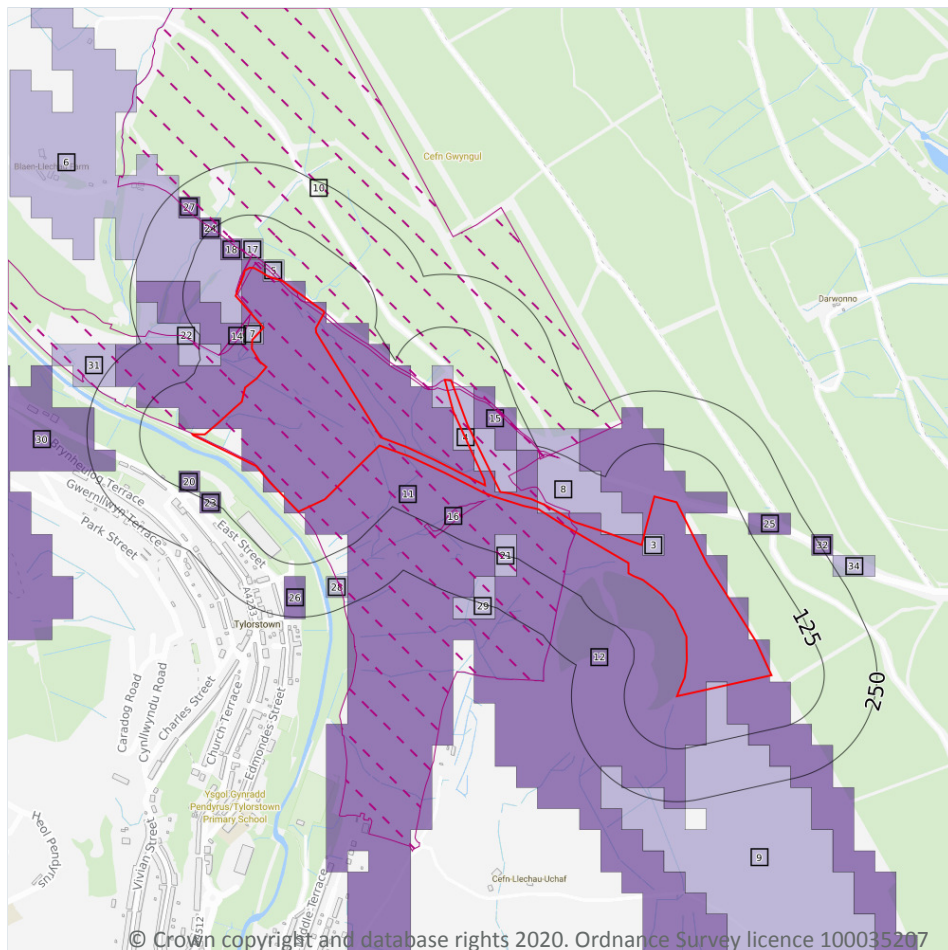 6
Blaen-Llechau Farm
Cefn Gwyngul
10
27
18
17
5
Darwonno
22
14
7
31
15
4
30
8
11
20
23
16
25
3
32
21
34
28
26
29
12
125
250
9
Brynheulog Terrace
Gwernllwyn Terrace
Park Street
East Street
A4233
Tylorstown
Caradog Road
Cynllwyndu Road
Charles Street
Church Terrace
Edmondes Street
Ysgol Gynradd
Pendyrus/Tylorstown
Primary School
Heol Pendyrus
Vivian Street
Middle Terrace
Cefn-Llechau-Uchaf
© Crown copyright and database rights 2020. Ordnance Survey licence 100035207